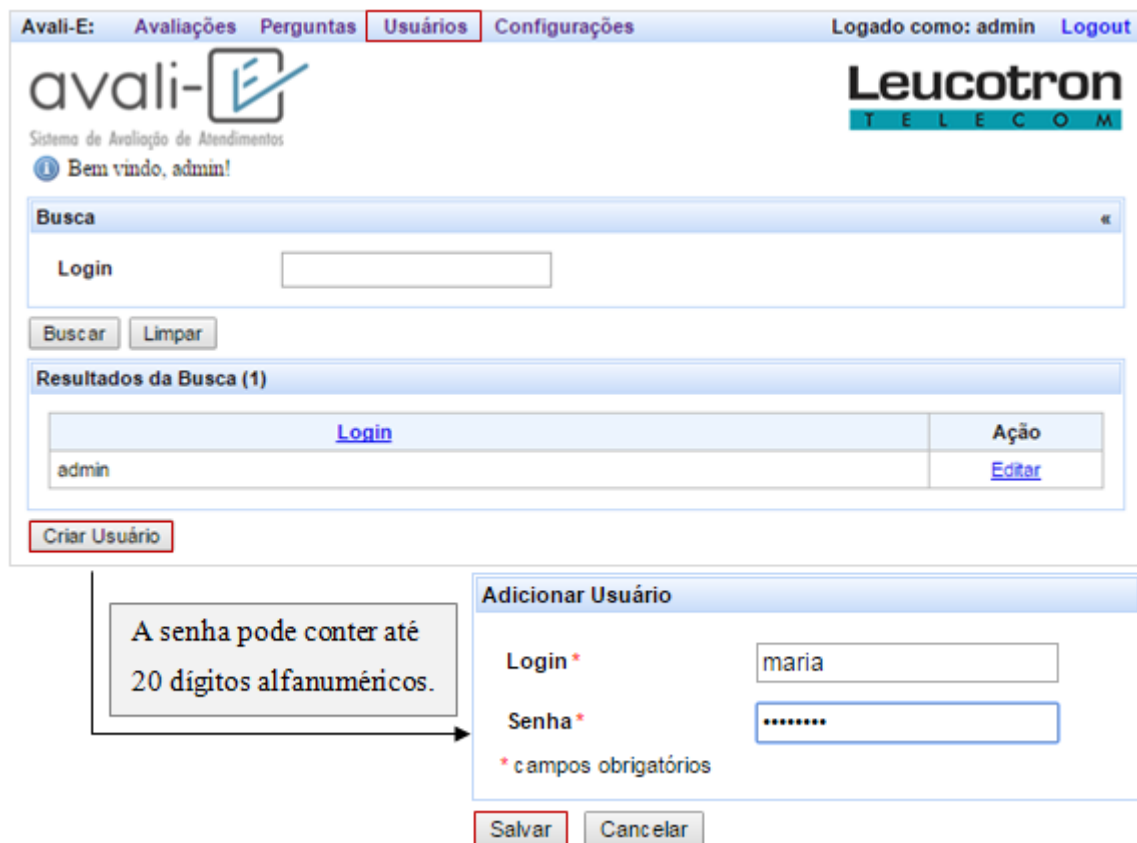 Avali-E: Avaliações Perguntas Usuários Configurações Logado como: admin Logout
avali-E
Leucotron
TELECOM
Sistema de Avaliação de Atendimentos
Bem vindo, admin!
Busca «
Login
Buscar Limpar
Resultados da Busca (1)
Login Ação
admin Editar
Criar Usuário
A senha pode conter até
20 dígitos alfanuméricos.
Adicionar Usuário
Login * maria
Senha * ••••••••
* campos obrigatórios
Salvar Cancelar